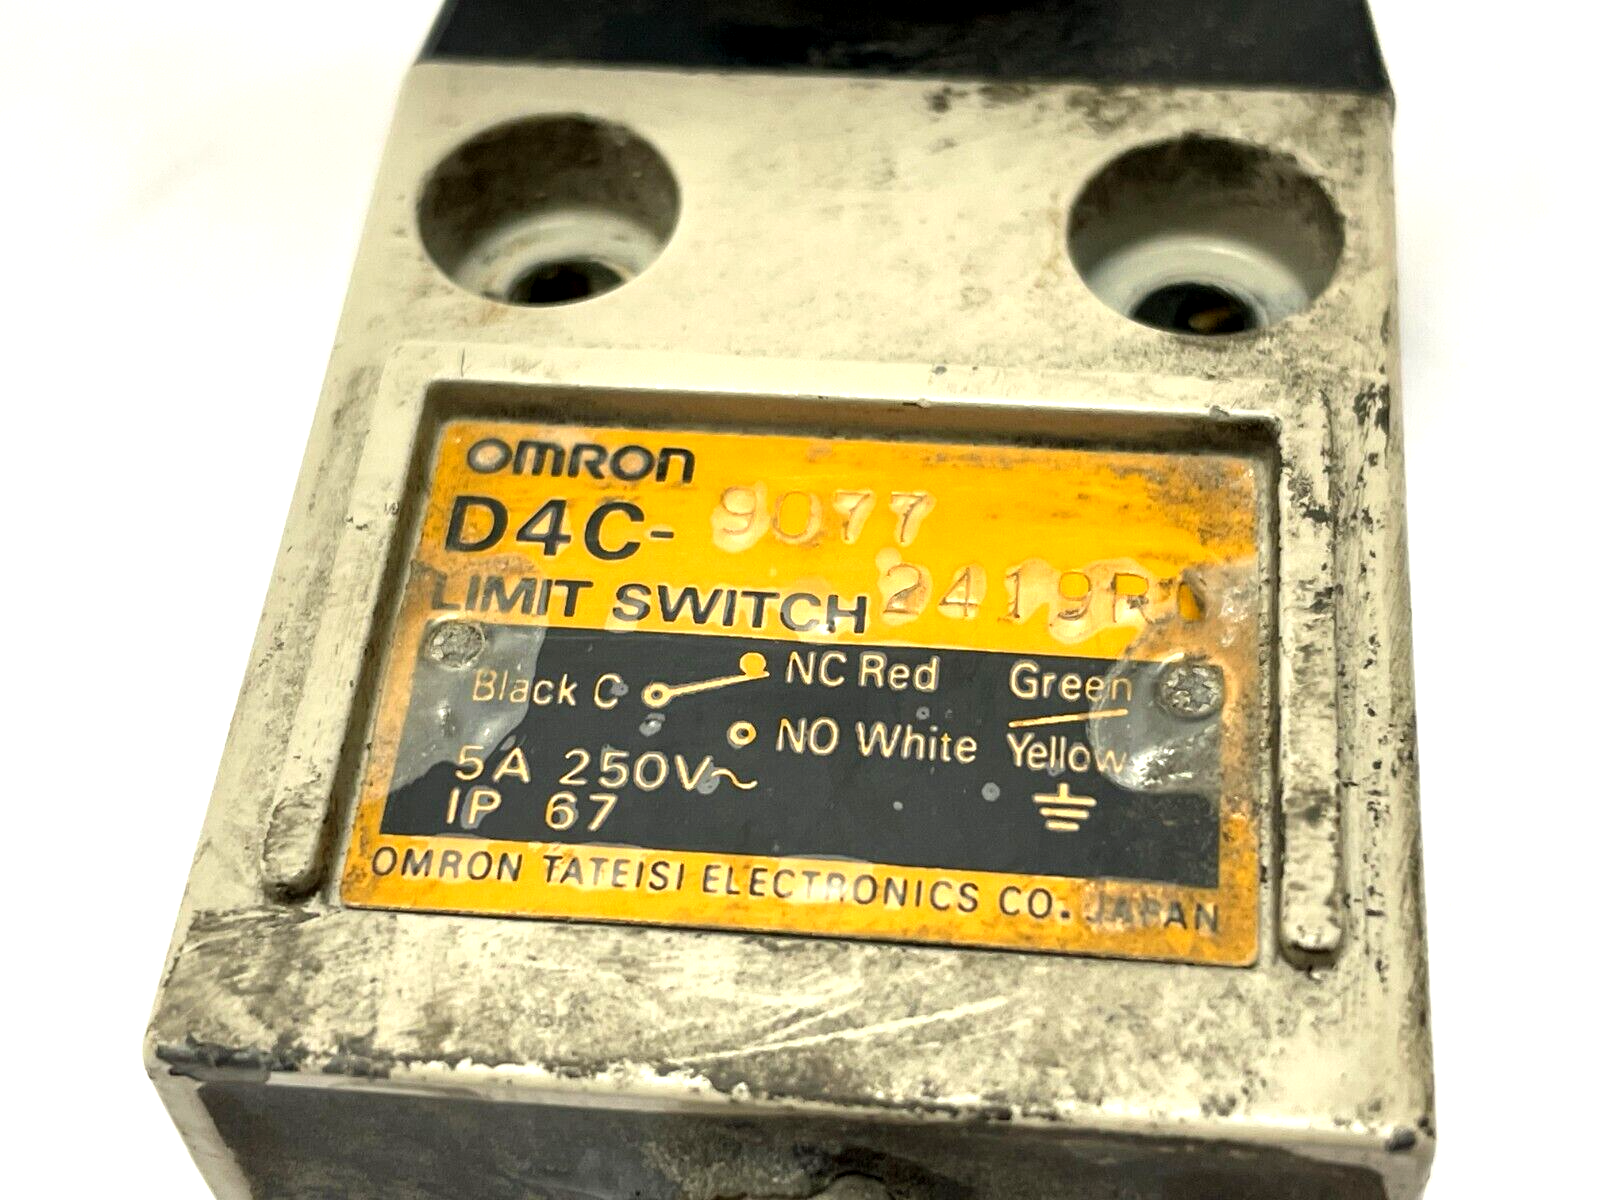 OMRON
D4C-9077
LIMIT SWITCH 2419R
Black C NC Red Green
NO White Yellow
5A 250V~
IP 67
OMRON TATEISI ELECTRONICS CO. JAPAN